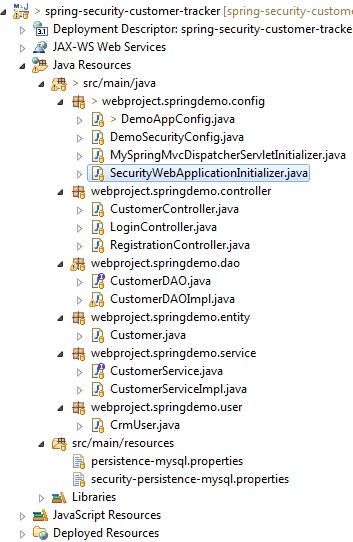 > spring-security-customer-tracker [spring-security-custome
Deployment Descriptor: spring-security-customer-tracke
JAX-WS Web Services
Java Resources
> src/main/java
> webproject.springdemo.config
> DemoAppConfig.java
DemoSecurityConfig.java
MySpringMvcDispatcherServletInitializer.java
SecurityWebApplicationInitializer.java
webproject.springdemo.controller
CustomerController.java
LoginController.java
RegistrationController.java
webproject.springdemo.dao
CustomerDAO.java
CustomerDAOImpl.java
webproject.springdemo.entity
Customer.java
webproject.springdemo.service
CustomerService.java
CustomerServiceImpl.java
webproject.springdemo.user
CrmUser.java
src/main/resources
persistence-mysql.properties
security-persistence-mysql.properties
Libraries
JavaScript Resources
Deployed Resources